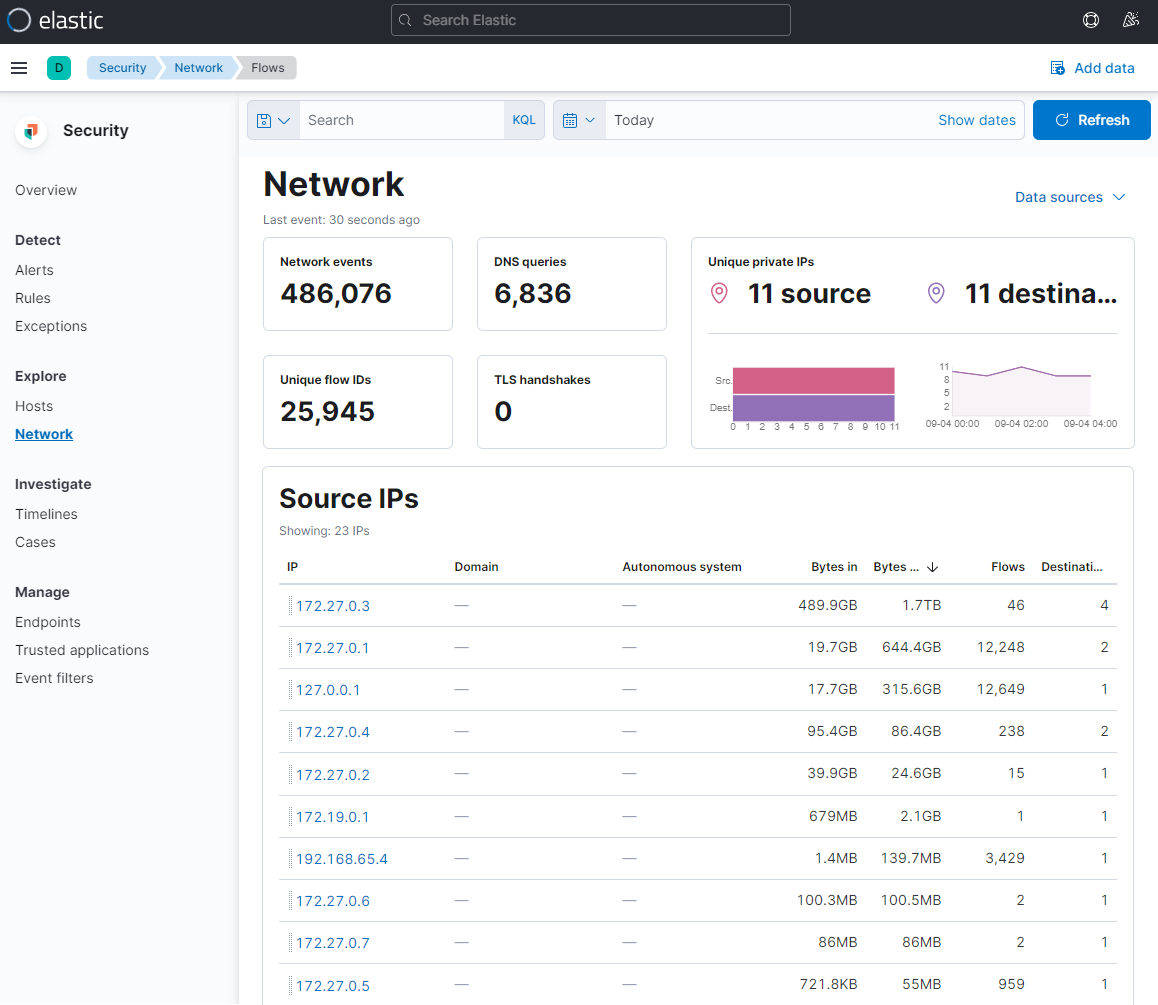 elastic
Search Elastic
D Security Network Flows Add data
Security
Search KQL Today Show dates Refresh
Overview
Detect
Alerts
Rules
Exceptions
Explore
Hosts
Network
Investigate
Timelines
Cases
Manage
Endpoints
Trusted applications
Event filters
Network
Last event: 30 seconds ago
Data sources
Network events
486,076
DNS queries
6,836
Unique private IPs
11 source 11 destina...
Unique flow IDs
25,945
TLS handshakes
0
Src.
Dest.
0 1 2 3 4 5 6 7 8 9 10 11
11
8
5
2
09-04 00:00 09-04 02:00 09-04 04:00
Source IPs
Showing: 23 IPs
IP Domain Autonomous system Bytes in Bytes ... Flows Destinati...
172.27.0.3 — — 489.9GB 1.7TB 46 4
172.27.0.1 — — 19.7GB 644.4GB 12,248 2
127.0.0.1 — — 17.7GB 315.6GB 12,649 1
172.27.0.4 — — 95.4GB 86.4GB 238 2
172.27.0.2 — — 39.9GB 24.6GB 15 1
172.19.0.1 — — 679MB 2.1GB 1 1
192.168.65.4 — — 1.4MB 139.7MB 3,429 1
172.27.0.6 — — 100.3MB 100.5MB 2 1
172.27.0.7 — — 86MB 86MB 2 1
172.27.0.5 — — 721.8KB 55MB 959 1